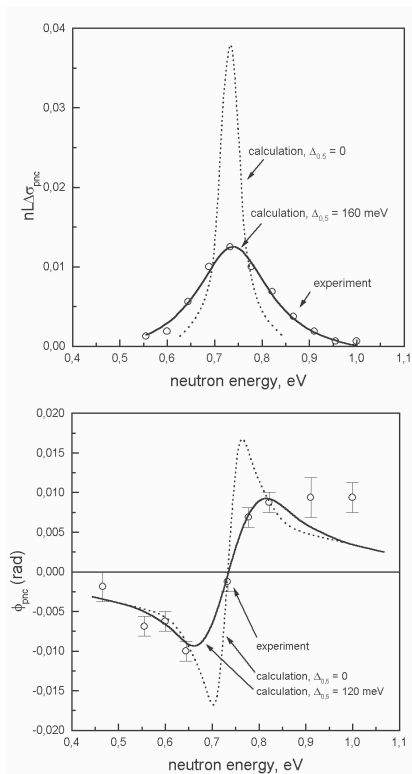 0,04
0,03
0,02
0,01
0,00
nLΔσpnc
calculation, Δ0.5 = 0
calculation, Δ0,5 = 160 meV
experiment
0,4 0,5 0,6 0,7 0,8 0,9 1,0 1,1
neutron energy, eV
0,020
0,015
0,010
0,005
0,000
-0,005
-0,010
-0,015
-0,020
ϕpnc (rad)
experiment
calculation, Δ0,5 = 0
calculation, Δ0,5 = 120 meV
0,4 0,5 0,6 0,7 0,8 0,9 1,0 1,1
neutron energy, eV